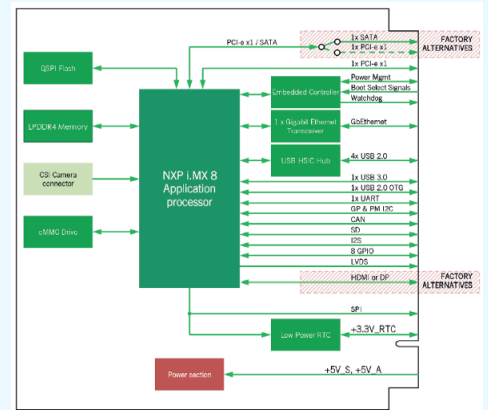 PCI-e x1 / SATA
1x SATA
1x PCI-e x1
FACTORY
ALTERNATIVES
1x PCI-e x1
QSPI Flash
Power Mgmt
Embedded Controller
Boot Select Signals
Watchdog
LPDDR4 Memory
1 x Gigabit Ethernet
Transceiver
GbEthernet
USB HSIC Hub
4x USB 2.0
CSI Camera
connector
NXP i.MX 8
Application
processor
1x USB 3.0
1x USB 2.0 OTG
1x UART
GP & PM I2C
CAN
eMMC Drive
SD
I2S
8 GPIO
LVDS
HDMI or DP
FACTORY
ALTERNATIVES
SPI
Low Power RTC
+3.3V_RTC
Power section
+5V_S, +5V_A